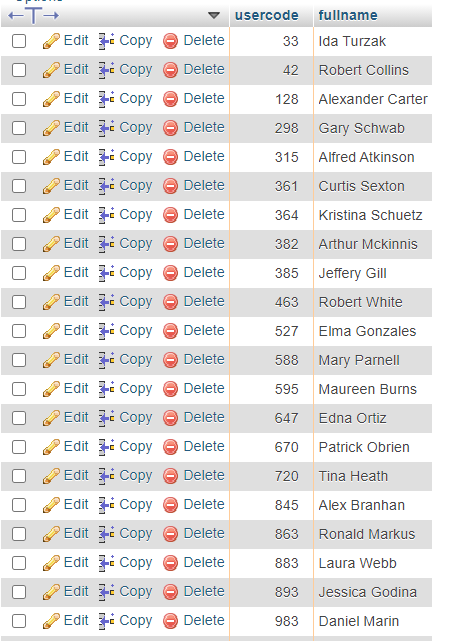 usercode fullname
Edit Copy Delete 33 Ida Turzak
Edit Copy Delete 42 Robert Collins
Edit Copy Delete 128 Alexander Carter
Edit Copy Delete 298 Gary Schwab
Edit Copy Delete 315 Alfred Atkinson
Edit Copy Delete 361 Curtis Sexton
Edit Copy Delete 364 Kristina Schuetz
Edit Copy Delete 382 Arthur Mckinnis
Edit Copy Delete 385 Jeffery Gill
Edit Copy Delete 463 Robert White
Edit Copy Delete 527 Elma Gonzales
Edit Copy Delete 588 Mary Parnell
Edit Copy Delete 595 Maureen Burns
Edit Copy Delete 647 Edna Ortiz
Edit Copy Delete 670 Patrick Obrien
Edit Copy Delete 720 Tina Heath
Edit Copy Delete 845 Alex Branhan
Edit Copy Delete 863 Ronald Markus
Edit Copy Delete 883 Laura Webb
Edit Copy Delete 893 Jessica Godina
Edit Copy Delete 983 Daniel Marin